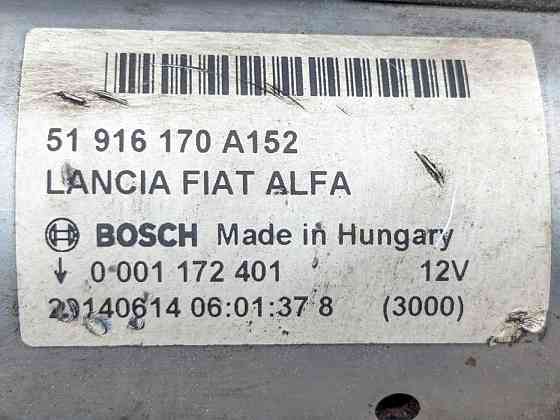 51 916 170 A152
LANCIA FIAT ALFA
BOSCH Made in Hungary
↓ 0 001 172 401 12V
20140614 06:01:37 8 (3000)